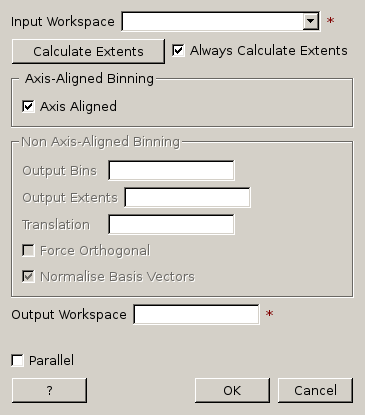 Input Workspace *
Calculate Extents Always Calculate Extents
Axis-Aligned Binning
Axis Aligned
Non Axis-Aligned Binning
Output Bins
Output Extents
Translation
Force Orthogonal
Normalise Basis Vectors
Output Workspace *
Parallel
? OK Cancel